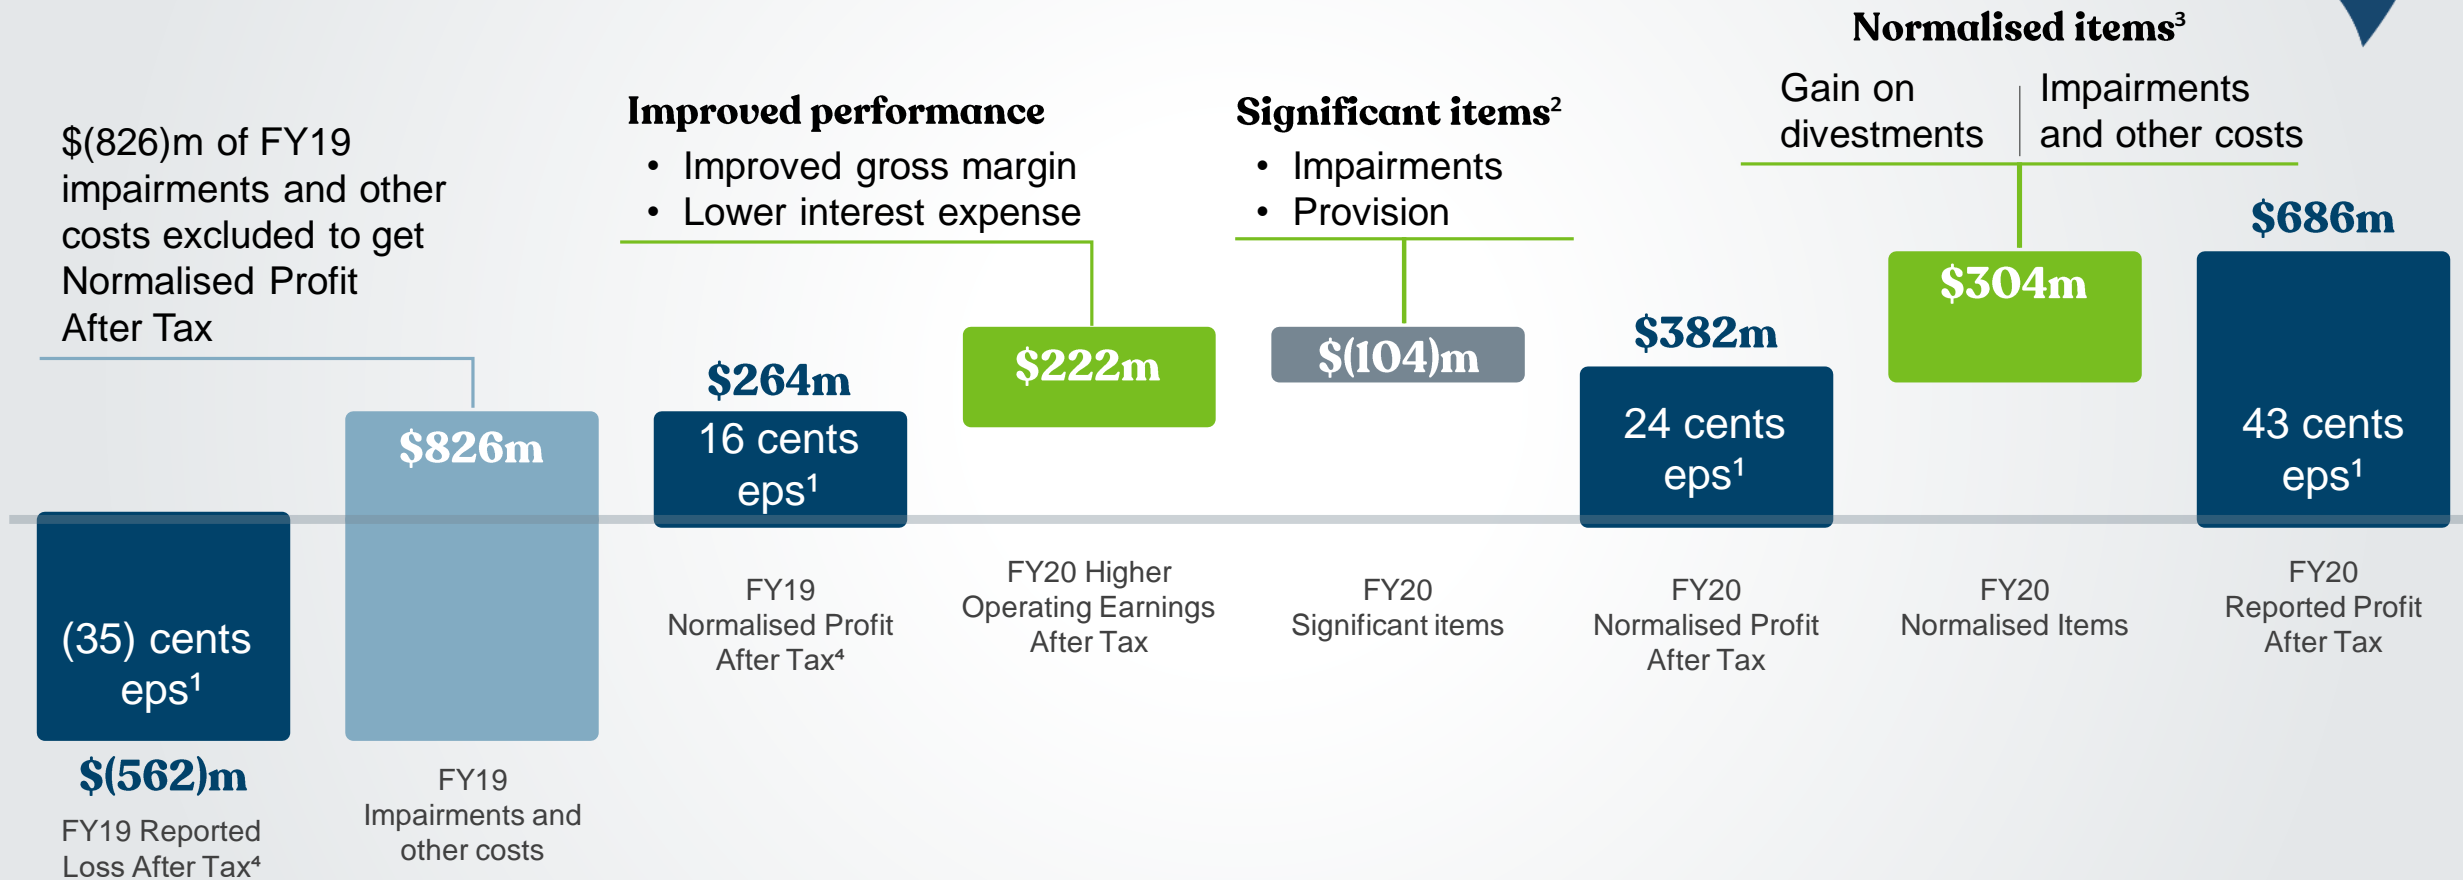 $(826)m of FY19
impairments and other
costs excluded to get
Normalised Profit
After Tax
Improved performance
• Improved gross margin
• Lower interest expense
Significant items²
• Impairments
• Provision
Normalised items³
Gain on
divestments
Impairments
and other costs
(35) cents
eps¹
$(562)m
FY19 Reported
Loss After Tax⁴
$826m
FY19
Impairments and
other costs
$264m
16 cents
eps¹
FY19
Normalised Profit
After Tax⁴
$222m
FY20 Higher
Operating Earnings
After Tax
$(104)m
FY20
Significant items
$382m
24 cents
eps¹
FY20
Normalised Profit
After Tax
$304m
FY20
Normalised Items
$686m
43 cents
eps¹
FY20
Reported Profit
After Tax